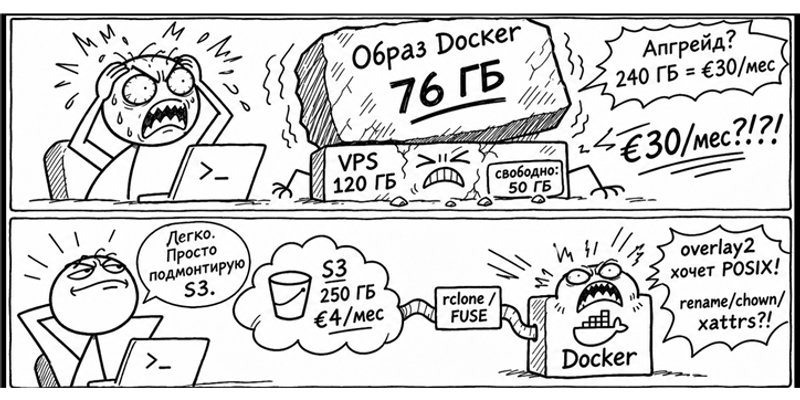 Образ Docker
76 ГБ
Апгрейд?
240 ГБ = €30/мес
€30/мес?!?!
>_
VPS
120 ГБ
свободно:
50 ГБ
Легко.
Просто
подмонтирую
S3.
>_
S3
250 ГБ
€4/мес
rclone /
FUSE
Docker
overlay2
хочет POSIX!
rename/chown/
xattrs?!